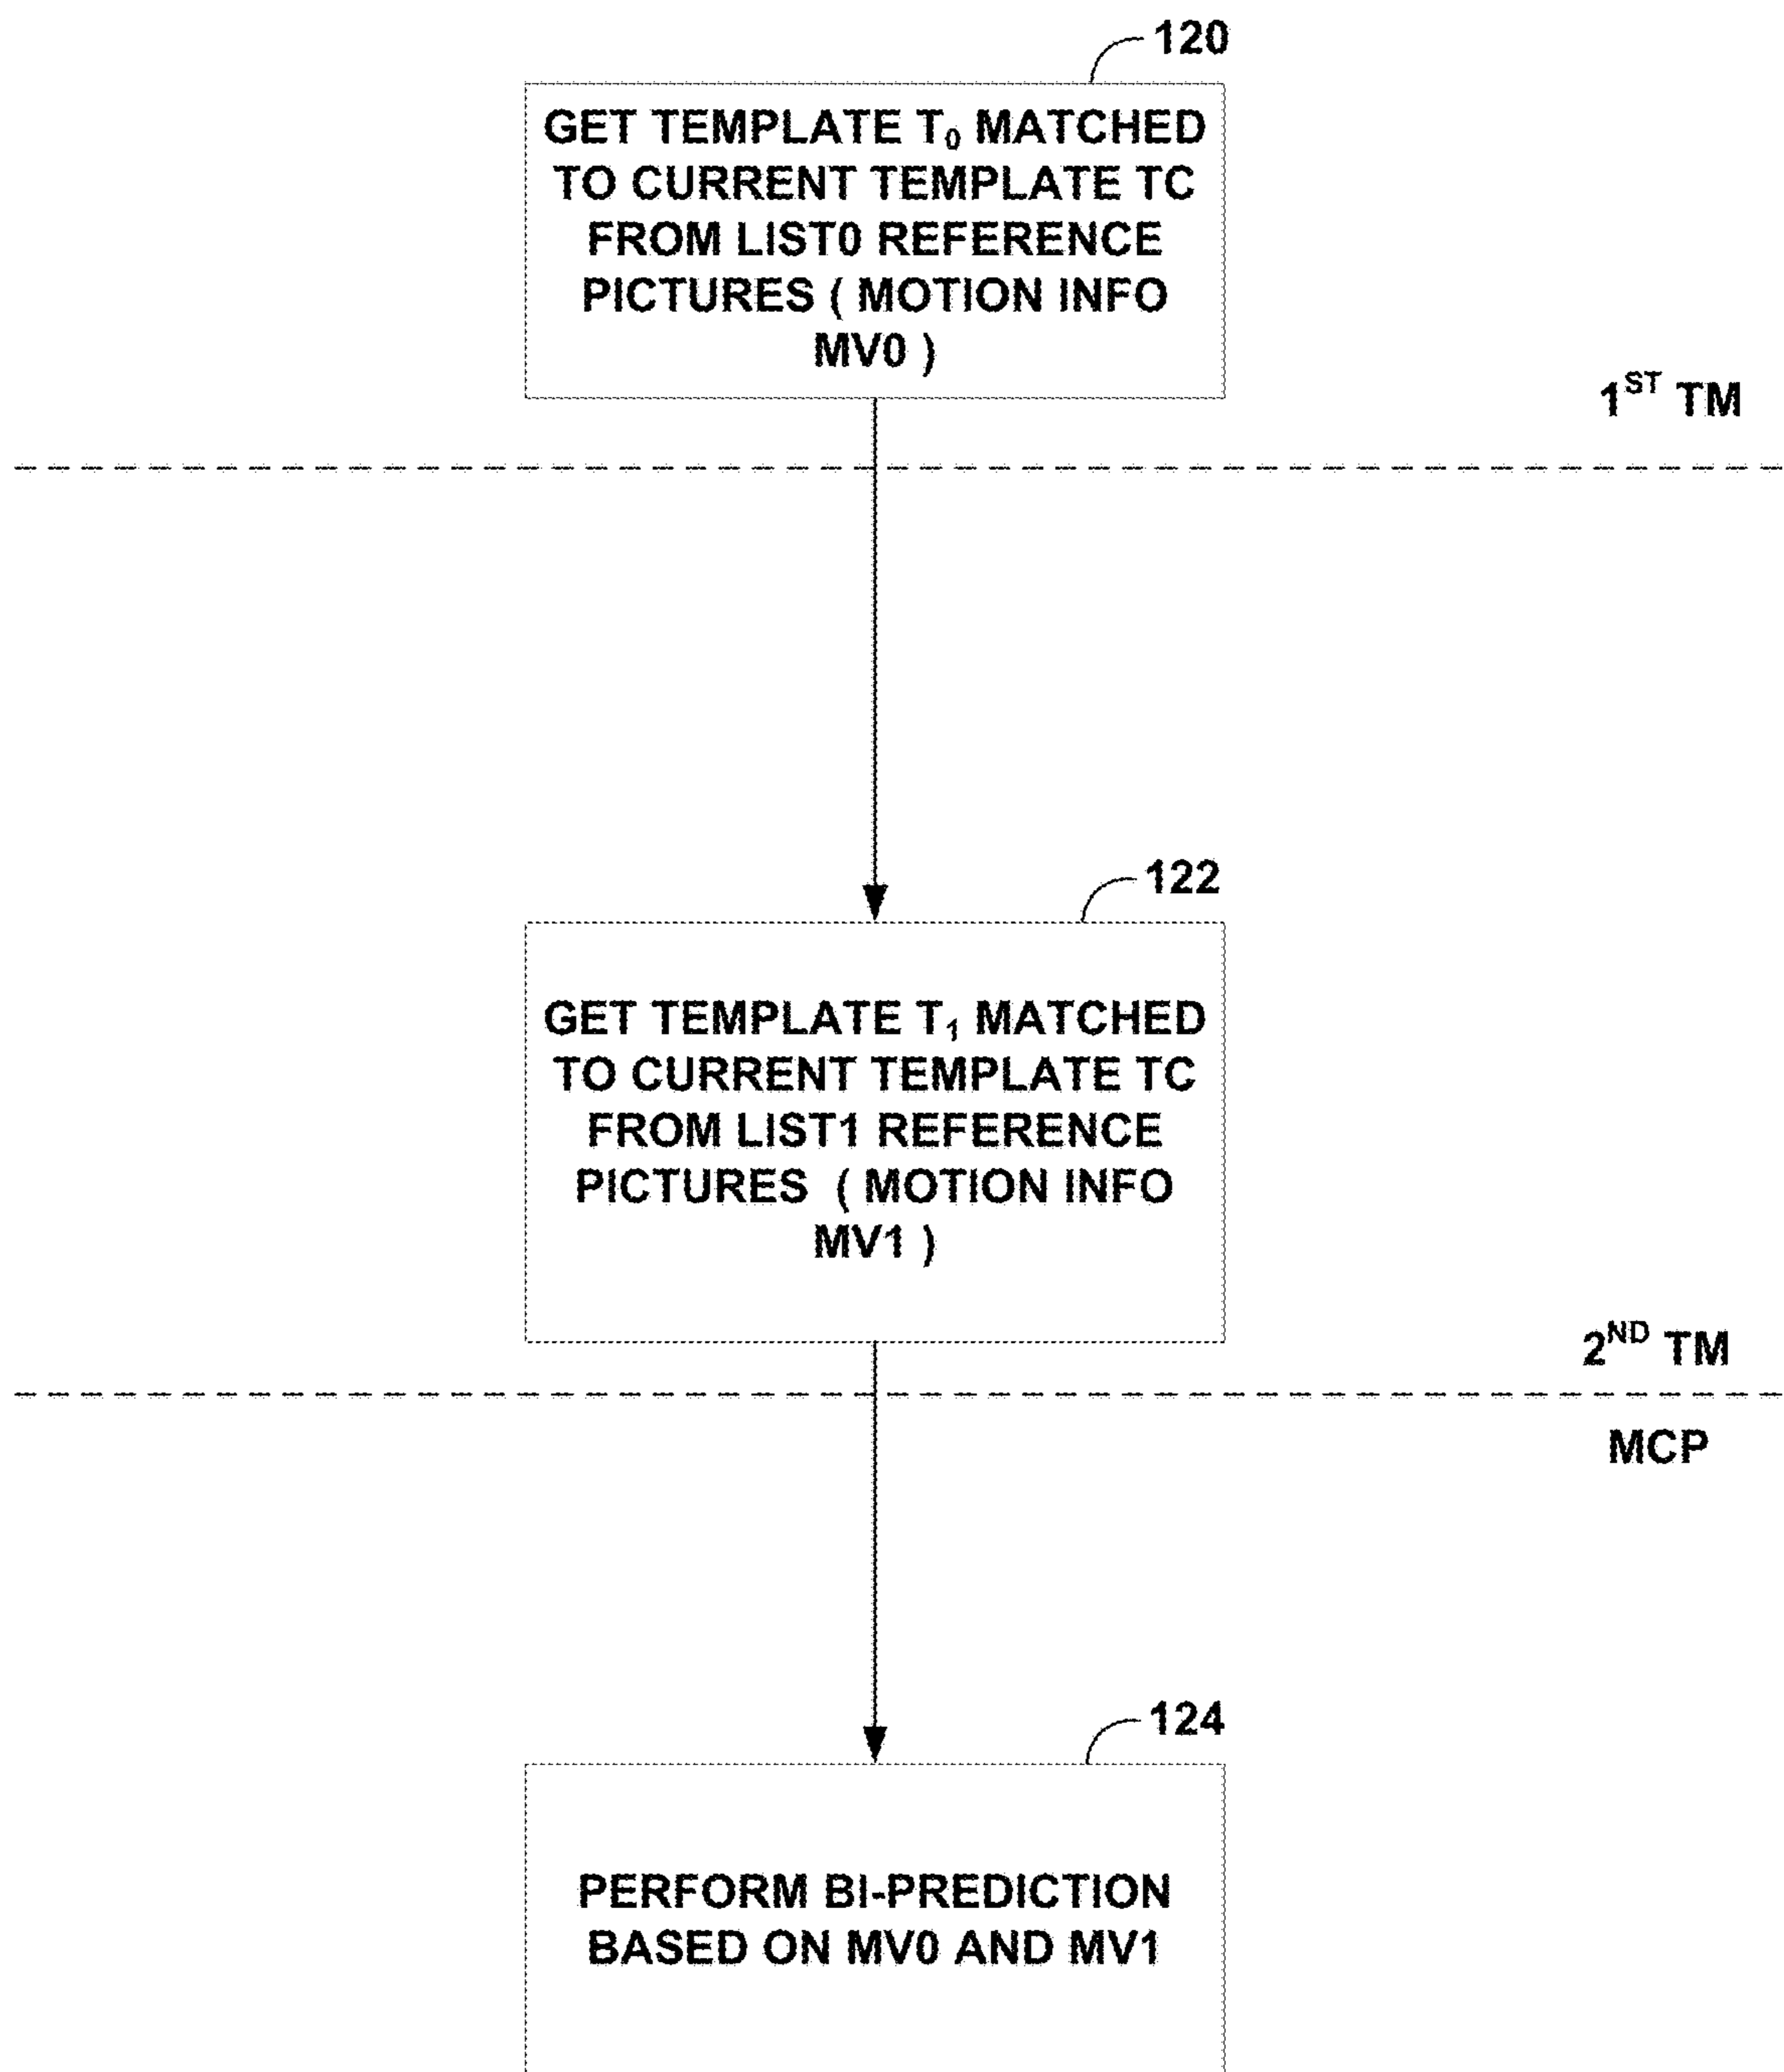 120
GET TEMPLATE T₀ MATCHED
TO CURRENT TEMPLATE TC
FROM LIST0 REFERENCE
PICTURES ( MOTION INFO
MV0 )
1ˢᵀ TM
122
GET TEMPLATE T₁ MATCHED
TO CURRENT TEMPLATE TC
FROM LIST1 REFERENCE
PICTURES ( MOTION INFO
MV1 )
2ᴺᴰ TM
MCP
124
PERFORM BI-PREDICTION
BASED ON MV0 AND MV1